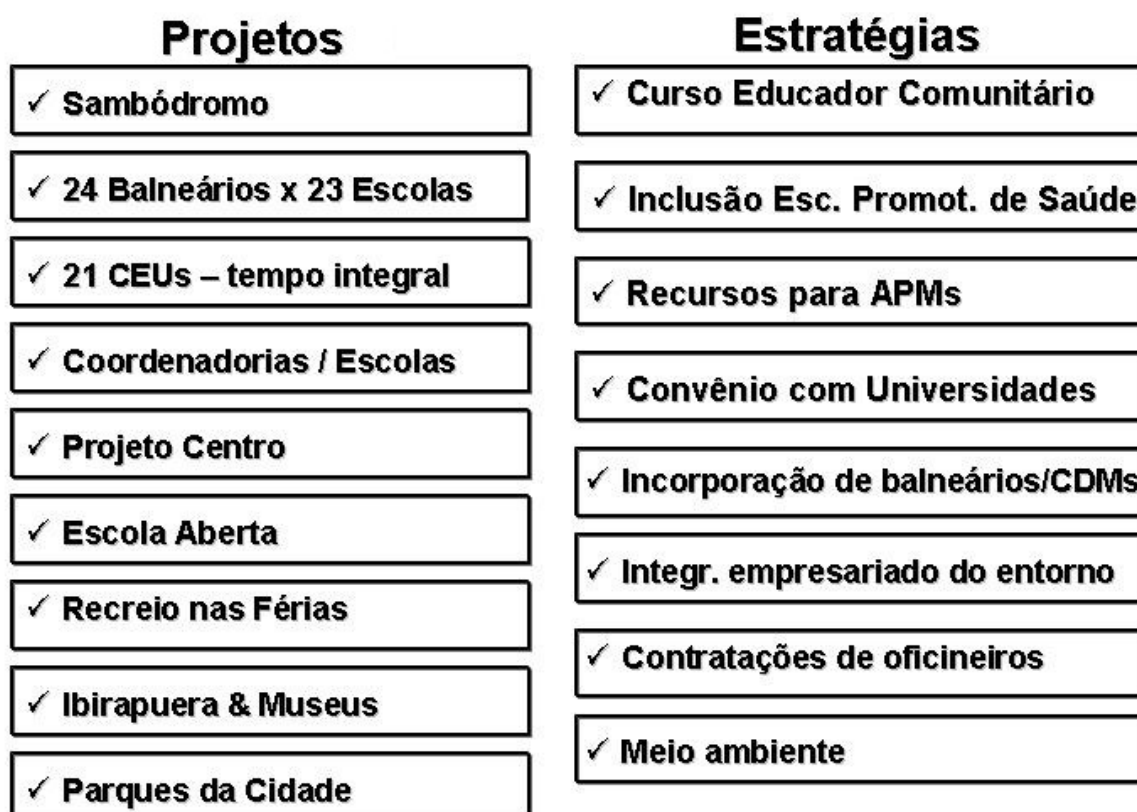 Projetos
✓ Sambódromo
✓ 24 Balneários x 23 Escolas
✓ 21 CEUs – tempo integral
✓ Coordenadorias / Escolas
✓ Projeto Centro
✓ Escola Aberta
✓ Recreio nas Férias
✓ Ibirapuera & Museus
✓ Parques da Cidade
Estratégias
✓ Curso Educador Comunitário
✓ Inclusão Esc. Promot. de Saúde
✓ Recursos para APMs
✓ Convênio com Universidades
✓ Incorporação de balneários/CDMs
✓ Integr. empresariado do entorno
✓ Contratações de oficineiros
✓ Meio ambiente